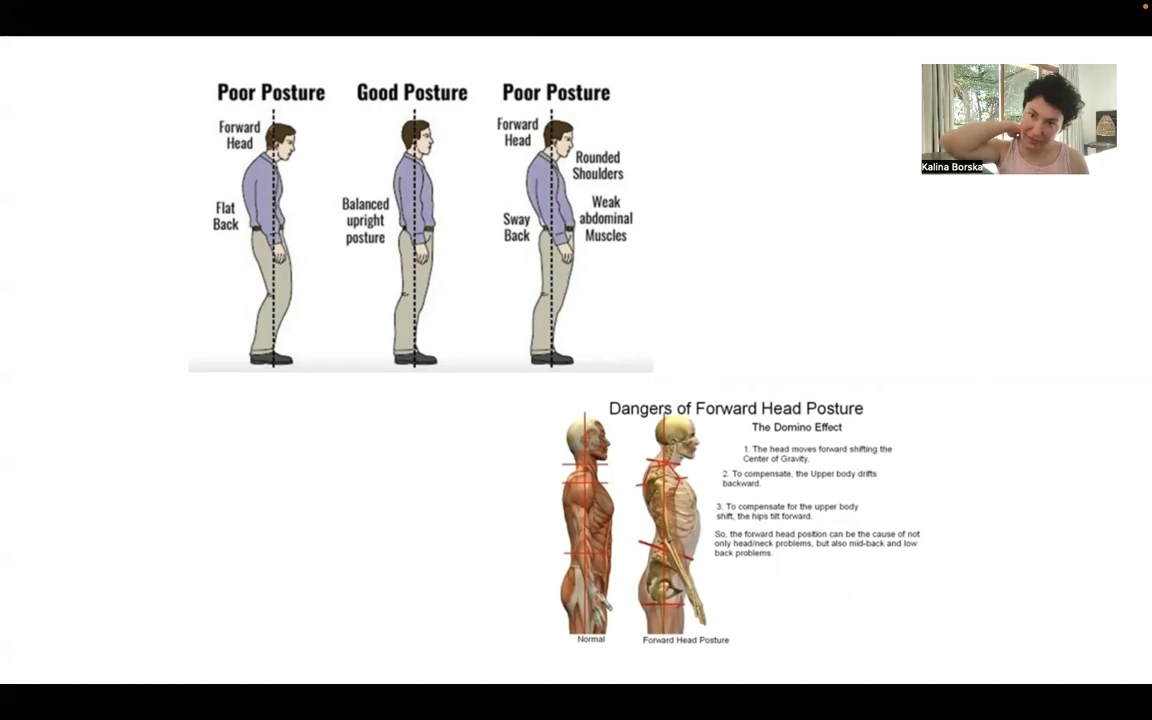 Poor Posture
Good Posture
Poor Posture
Forward
Head
Flat
Back
Balanced
upright
posture
Forward
Head
Rounded
Shoulders
Weak
abdominal
Muscles
Sway
Back
Kalina Borska
Dangers of Forward Head Posture
The Domino Effect
1. The head moves forward shifting the
Center of Gravity.
2. To compensate, the Upper body drifts
backward.
3. To compensate for the upper body
shift, the hips tilt forward.
So, the forward head position can be the cause of not
only head/neck problems, but also mid-back and low
back problems.
Normal
Forward Head Posture